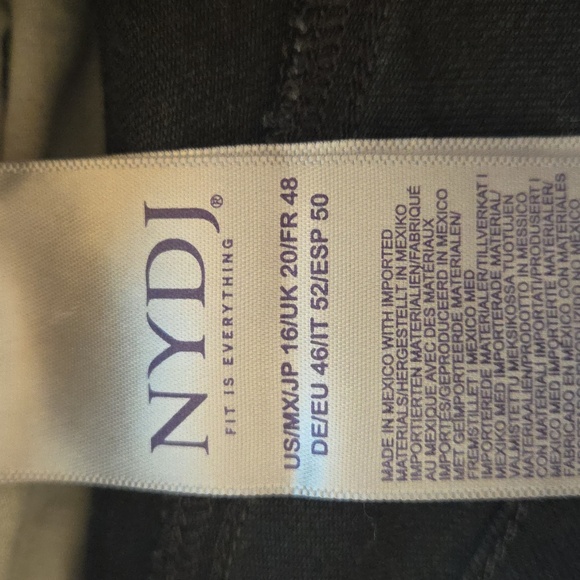 NYDJ®
FIT IS EVERYTHING
US/MX/JP 16/UK 20/FR 48
DE/EU 46/IT 52/ESP 50
MADE IN MEXICO WITH IMPORTED
MATERIALS/HERGESTELLT IN MEXIKO
IMPORTIERTEN MATERIALIEN/FABRIQUÉ
AU MEXIQUE AVEC DES MATÉRIAUX
IMPORTÉS/GEPRODUCEERD IN MEXICO
MET GEÏMPORTEERDE MATERIALEN/
FREMSTILLET I MEXICO MED
IMPORTEREDE MATERIALER/TILLVERKAT I
MEXIKO MED IMPORTERADE MATERIAL/
VALMISTETTU MEKSIKOSSA TUOTUJEN
MATERIAALIEN/PRODOTTO IN MESSICO
CON MATERIALI IMPORTATI/PRODUSERT I
MEXICO MED IMPORTERTE MATERIALER/
FABRICADO EN MÉXICO CON MATERIALES